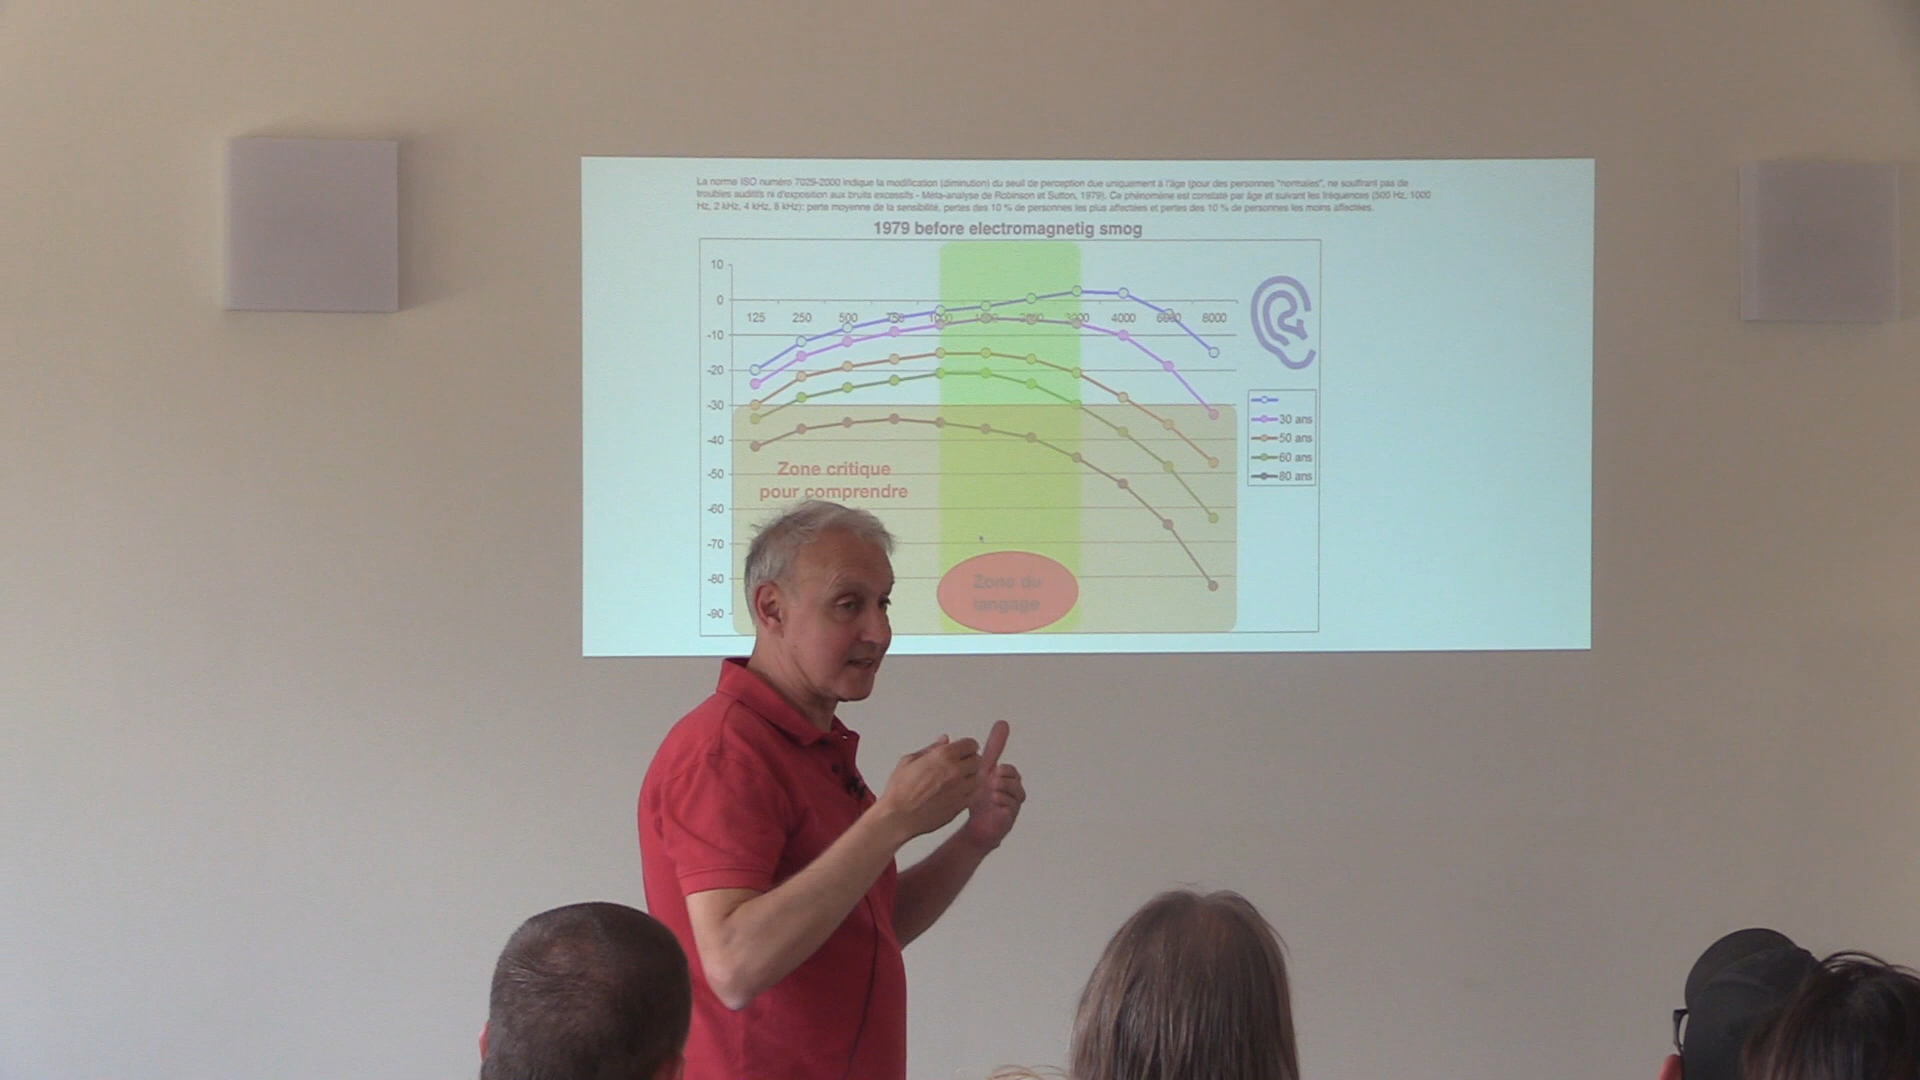 La norme ISO numéro 7029-2000 indique la modification (diminution) du seuil de perception due uniquement à l'âge (pour des personnes "normales", ne souffrant pas de
troubles auditifs ni d'exposition aux bruits excessifs - Méta-analyse de Robinson et Sutton, 1979). Ce phénomène est constaté par âge et suivant les fréquences (500 Hz, 1000
Hz, 2 kHz, 4 kHz, 8 kHz): perte moyenne de la sensibilité, pertes des 10 % de personnes les plus affectées et pertes des 10 % de personnes les moins affectées.
1979 before electromagnetig smog
10
0
125 250 500 750 1000 1500 2000 3000 4000 6000 8000
-10
-20
-30
-40
-50
-60
-70
-80
-90
Zone critique
pour comprendre
Zone du
langage
30 ans
50 ans
60 ans
80 ans